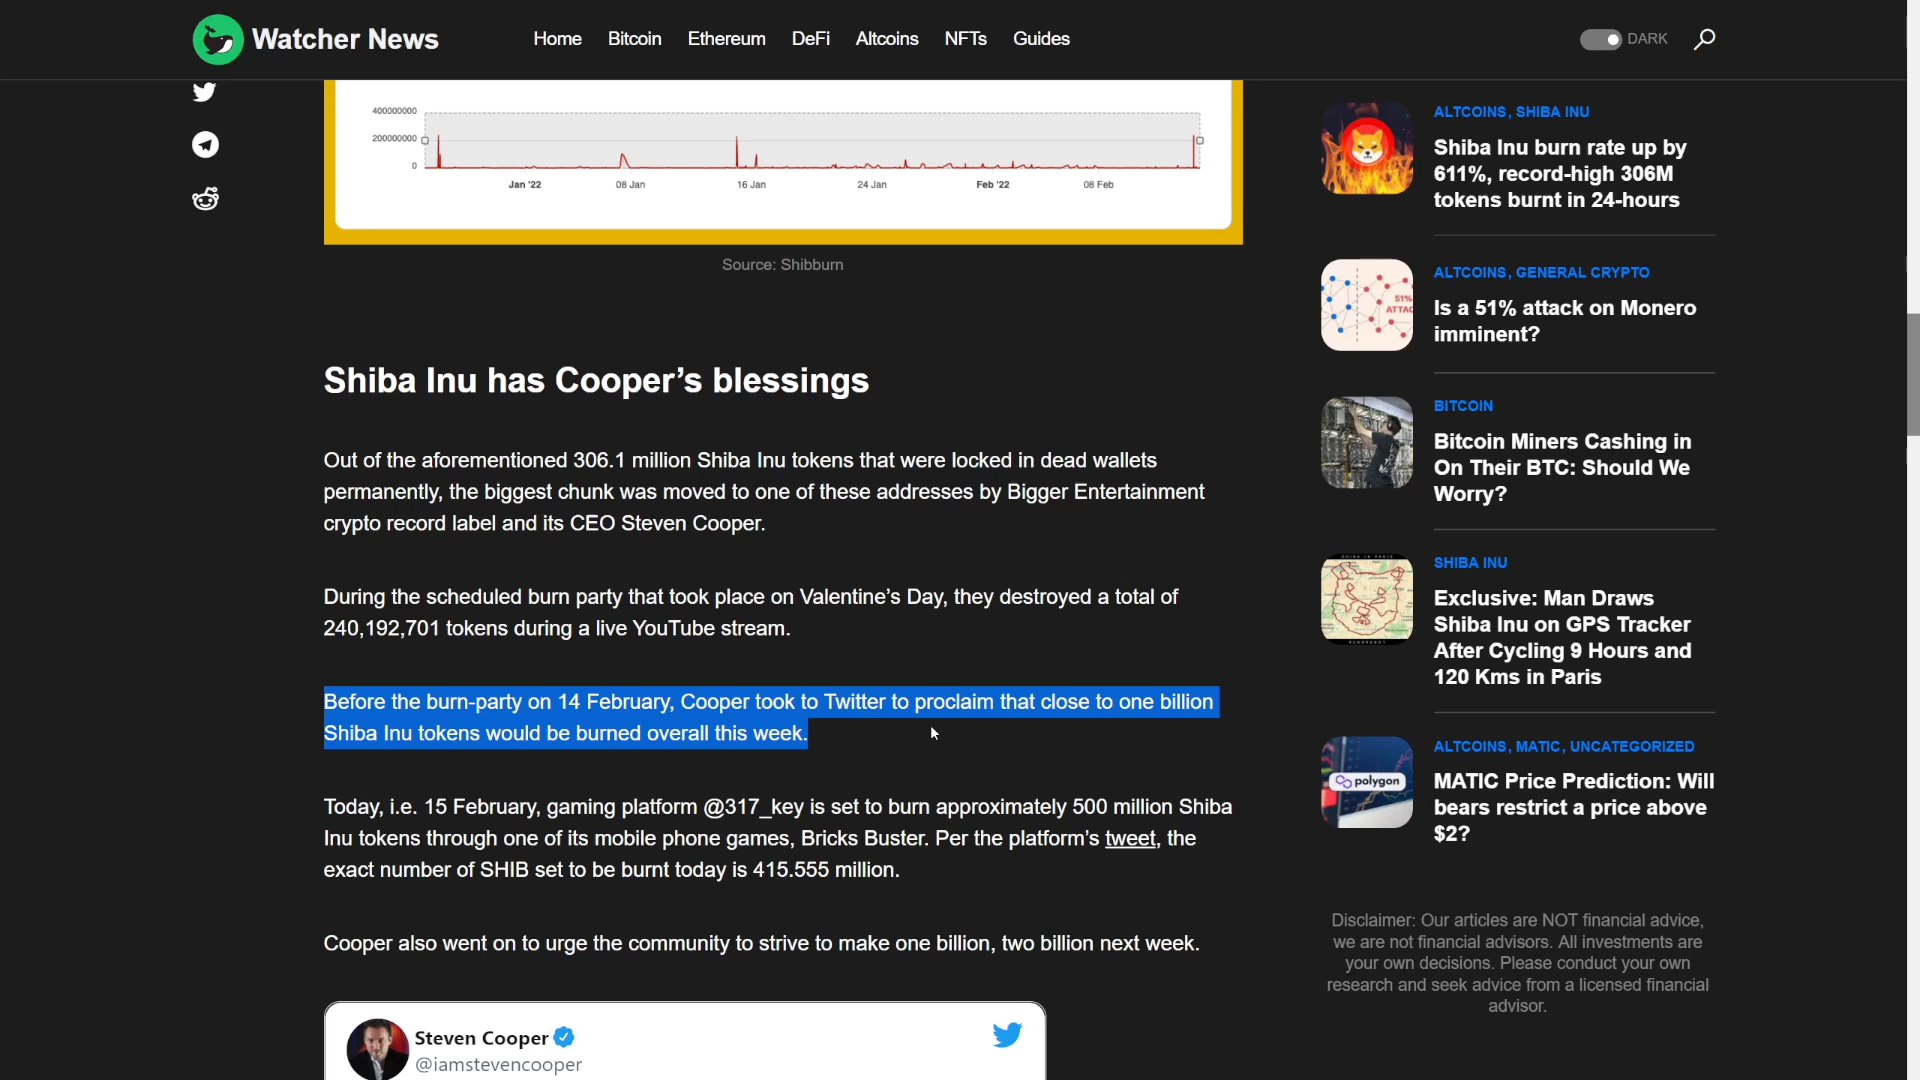 Watcher News
Home Bitcoin Ethereum DeFi Altcoins NFTs Guides
DARK
400000000
200000000
0
Jan '22 08 Jan 16 Jan 24 Jan Feb '22 08 Feb
Source: Shibburn
Shiba Inu has Cooper’s blessings
Out of the aforementioned 306.1 million Shiba Inu tokens that were locked in dead wallets
permanently, the biggest chunk was moved to one of these addresses by Bigger Entertainment
crypto record label and its CEO Steven Cooper.
During the scheduled burn party that took place on Valentine’s Day, they destroyed a total of
240,192,701 tokens during a live YouTube stream.
Before the burn-party on 14 February, Cooper took to Twitter to proclaim that close to one billion
Shiba Inu tokens would be burned overall this week.
Today, i.e. 15 February, gaming platform @317_key is set to burn approximately 500 million Shiba
Inu tokens through one of its mobile phone games, Bricks Buster. Per the platform’s tweet, the
exact number of SHIB set to be burnt today is 415.555 million.
Cooper also went on to urge the community to strive to make one billion, two billion next week.
Steven Cooper
@iamstevencooper
ALTCOINS, SHIBA INU
Shiba Inu burn rate up by
611%, record-high 306M
tokens burnt in 24-hours
51%
ATTAC
ALTCOINS, GENERAL CRYPTO
Is a 51% attack on Monero
imminent?
BITCOIN
Bitcoin Miners Cashing in
On Their BTC: Should We
Worry?
SHIBA INU
Exclusive: Man Draws
Shiba Inu on GPS Tracker
After Cycling 9 Hours and
120 Kms in Paris
polygon
ALTCOINS, MATIC, UNCATEGORIZED
MATIC Price Prediction: Will
bears restrict a price above
$2?
Disclaimer: Our articles are NOT financial advice,
we are not financial advisors. All investments are
your own decisions. Please conduct your own
research and seek advice from a licensed financial
advisor.